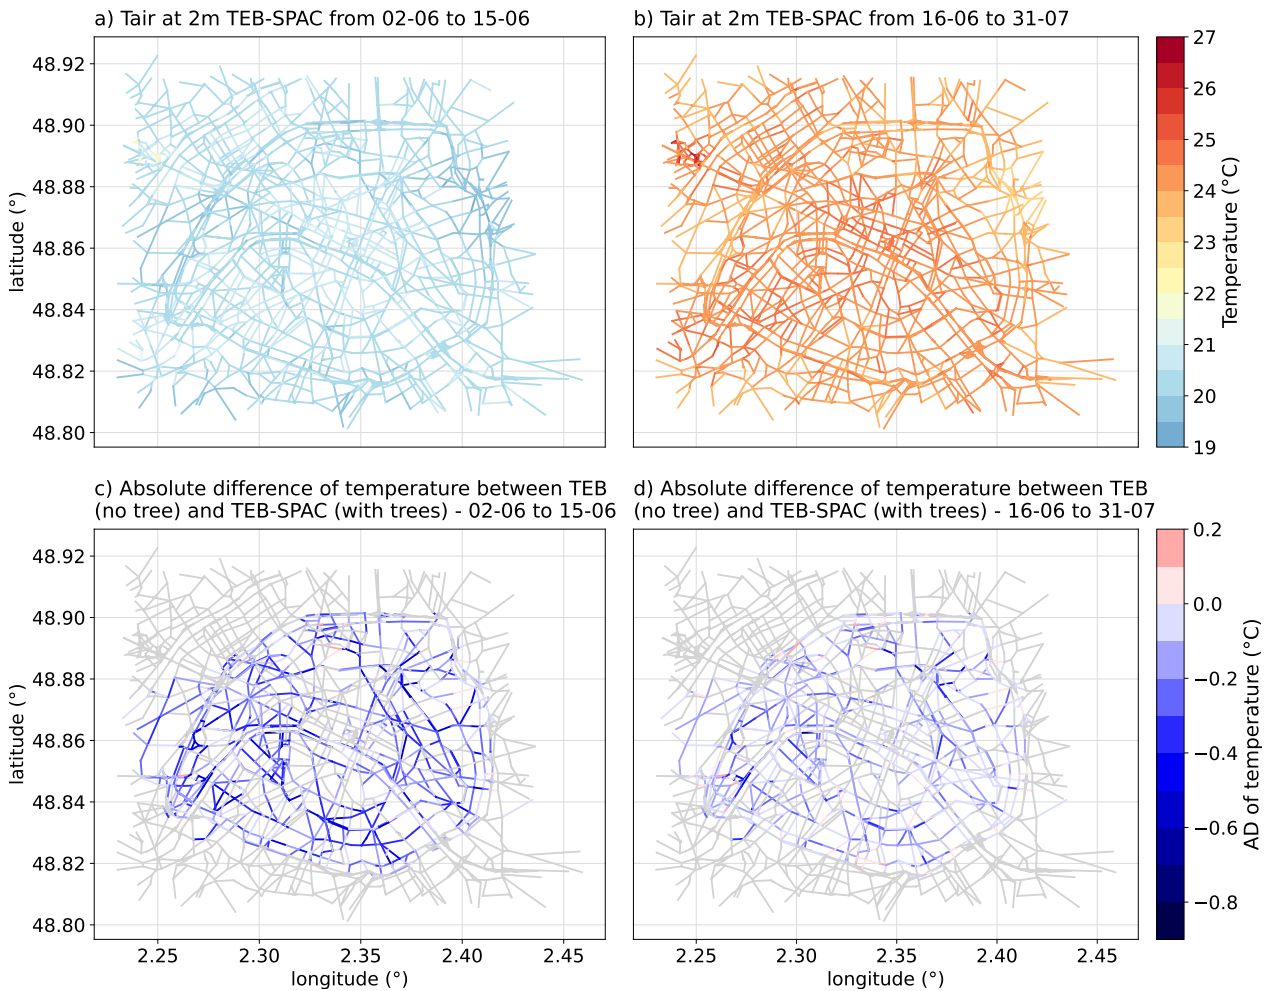 a) Tair at 2m TEB-SPAC from 02-06 to 15-06
b) Tair at 2m TEB-SPAC from 16-06 to 31-07
48.92
48.90
48.88
48.86
48.84
48.82
48.80
latitude (°)
27
26
25
24
23
22
21
20
19
Temperature (°C)
c) Absolute difference of temperature between TEB
(no tree) and TEB-SPAC (with trees) - 02-06 to 15-06
d) Absolute difference of temperature between TEB
(no tree) and TEB-SPAC (with trees) - 16-06 to 31-07
48.92
48.90
48.88
48.86
48.84
48.82
48.80
latitude (°)
2.25 2.30 2.35 2.40 2.45
longitude (°)
2.25 2.30 2.35 2.40 2.45
longitude (°)
0.2
0.0
−0.2
−0.4
−0.6
−0.8
AD of temperature (°C)